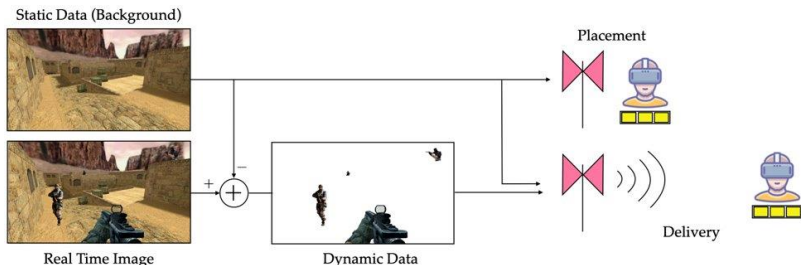 Static Data (Background)
Placement
−
+
Real Time Image
Dynamic Data
Delivery